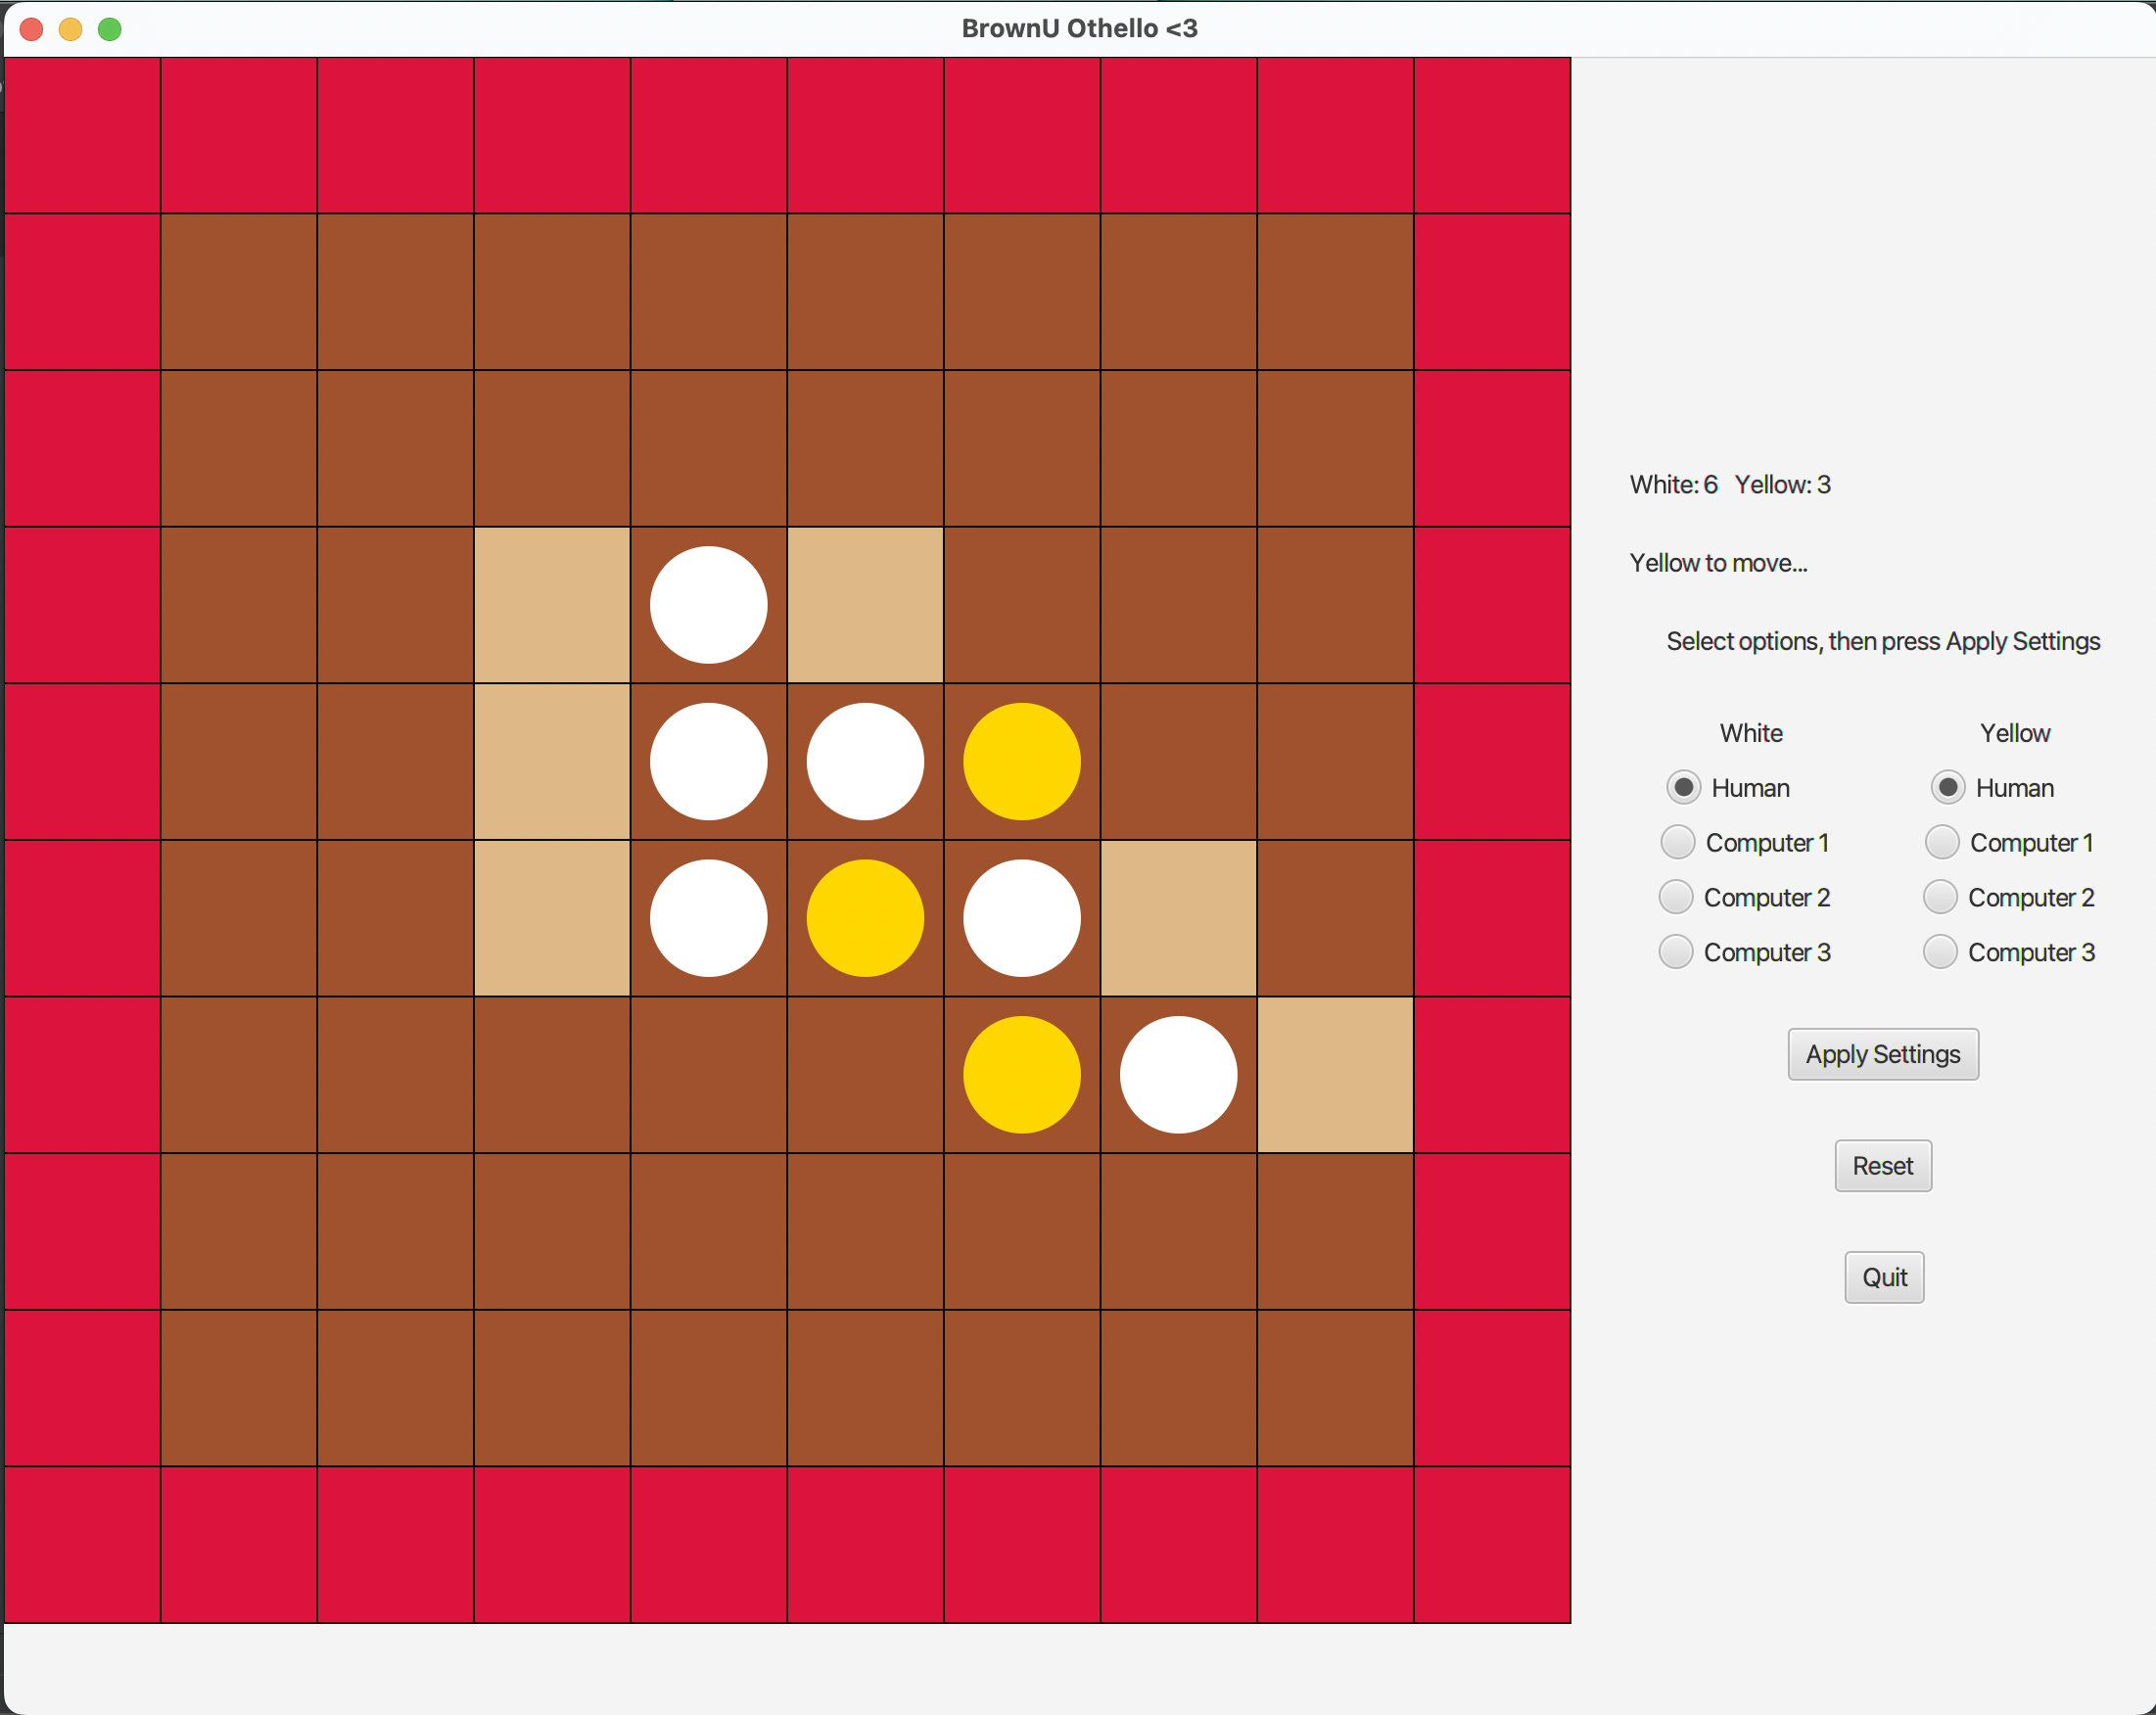 BrownU Othello <3
White: 6 Yellow: 3
Yellow to move...
Select options, then press Apply Settings
White Yellow
Human Human
Computer 1 Computer 1
Computer 2 Computer 2
Computer 3 Computer 3
Apply Settings
Reset
Quit